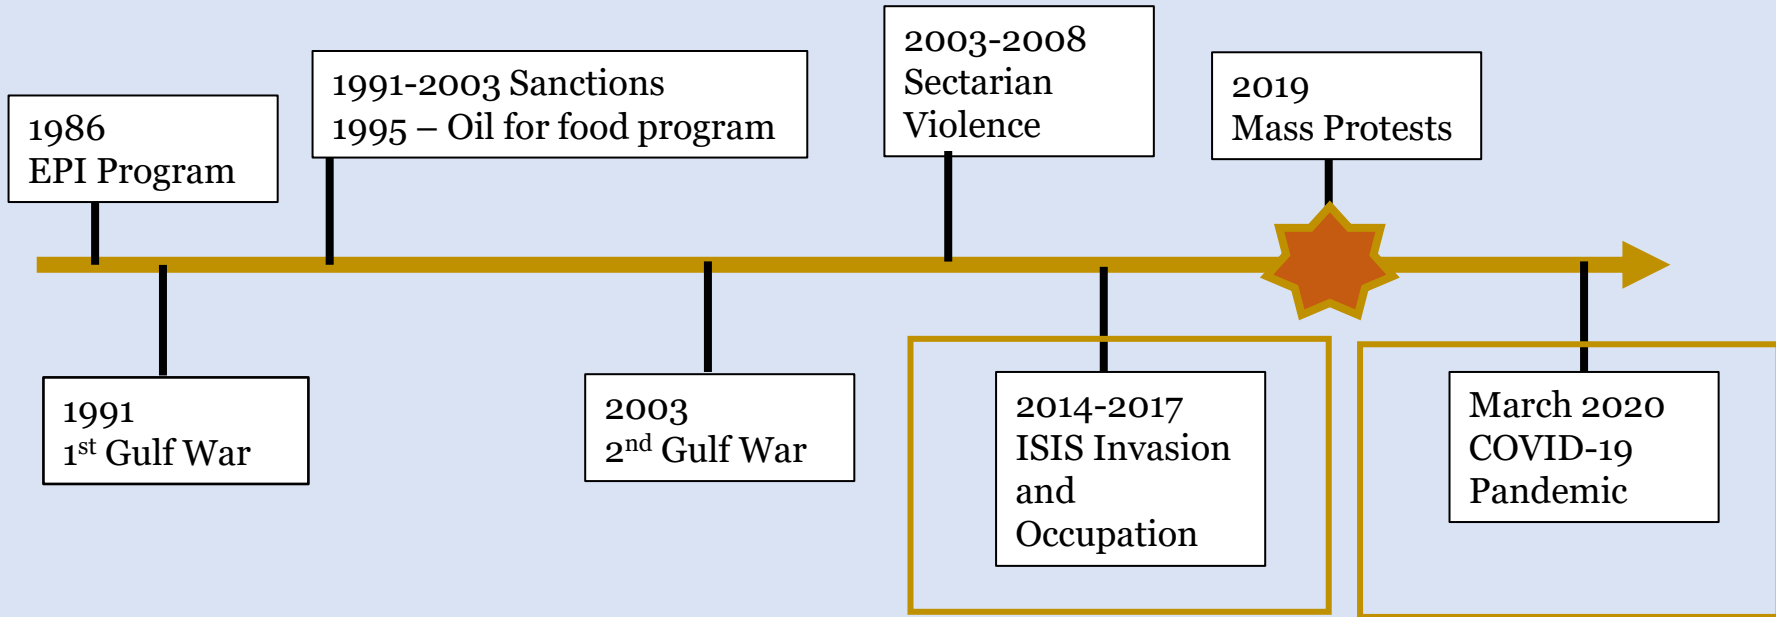 1986
EPI Program
1991-2003 Sanctions
1995 – Oil for food program
2003-2008
Sectarian
Violence
2019
Mass Protests
1991
1st Gulf War
2003
2nd Gulf War
2014-2017
ISIS Invasion
and
Occupation
March 2020
COVID-19
Pandemic